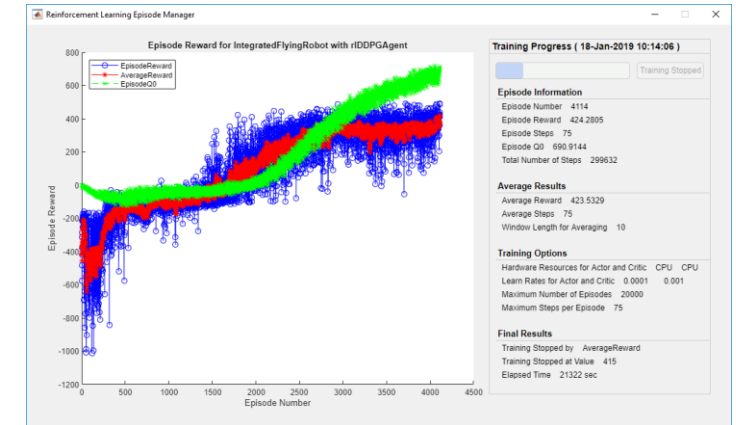 Reinforcement Learning Episode Manager
Episode Reward for IntegratedFlyingRobot with rlDDPGAgent
800
600
400
200
0
-200
-400
-600
-800
-1000
-1200
Episode Reward
EpisodeReward
AverageReward
EpisodeQ0
0 500 1000 1500 2000 2500 3000 3500 4000 4500
Episode Number
Training Progress ( 18-Jan-2019 10:14:06 )
Training Stopped
Episode Information
Episode Number 4114
Episode Reward 424.2805
Episode Steps 75
Episode Q0 690.9144
Total Number of Steps 299632
Average Results
Average Reward 423.5329
Average Steps 75
Window Length for Averaging 10
Training Options
Hardware Resources for Actor and Critic CPU CPU
Learn Rates for Actor and Critic 0.0001 0.001
Maximum Number of Episodes 20000
Maximum Steps per Episode 75
Final Results
Training Stopped by AverageReward
Training Stopped at Value 415
Elapsed Time 21322 sec